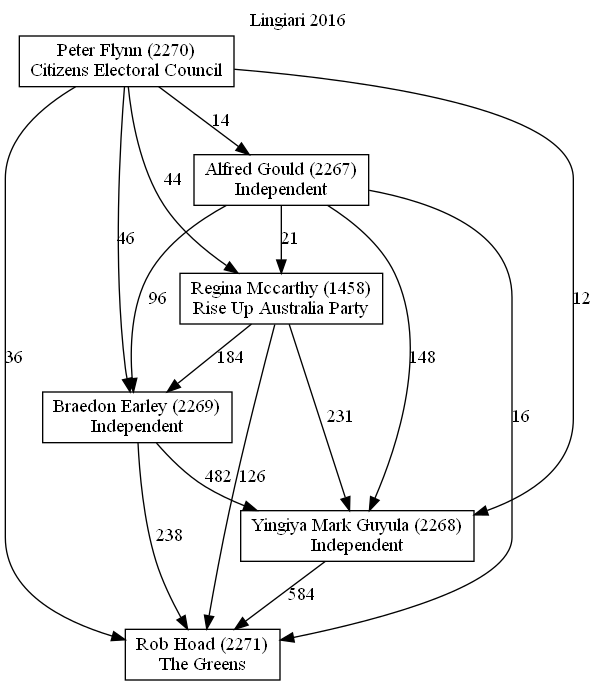 Lingiari 2016
Peter Flynn (2270)
Citizens Electoral Council
14
Alfred Gould (2267)
Independent
44
46
21
Regina Mccarthy (1458)
Rise Up Australia Party
96
12
36
184
148
Braedon Earley (2269)
Independent
231
16
482
126
Yingiya Mark Guyula (2268)
Independent
238
584
Rob Hoad (2271)
The Greens